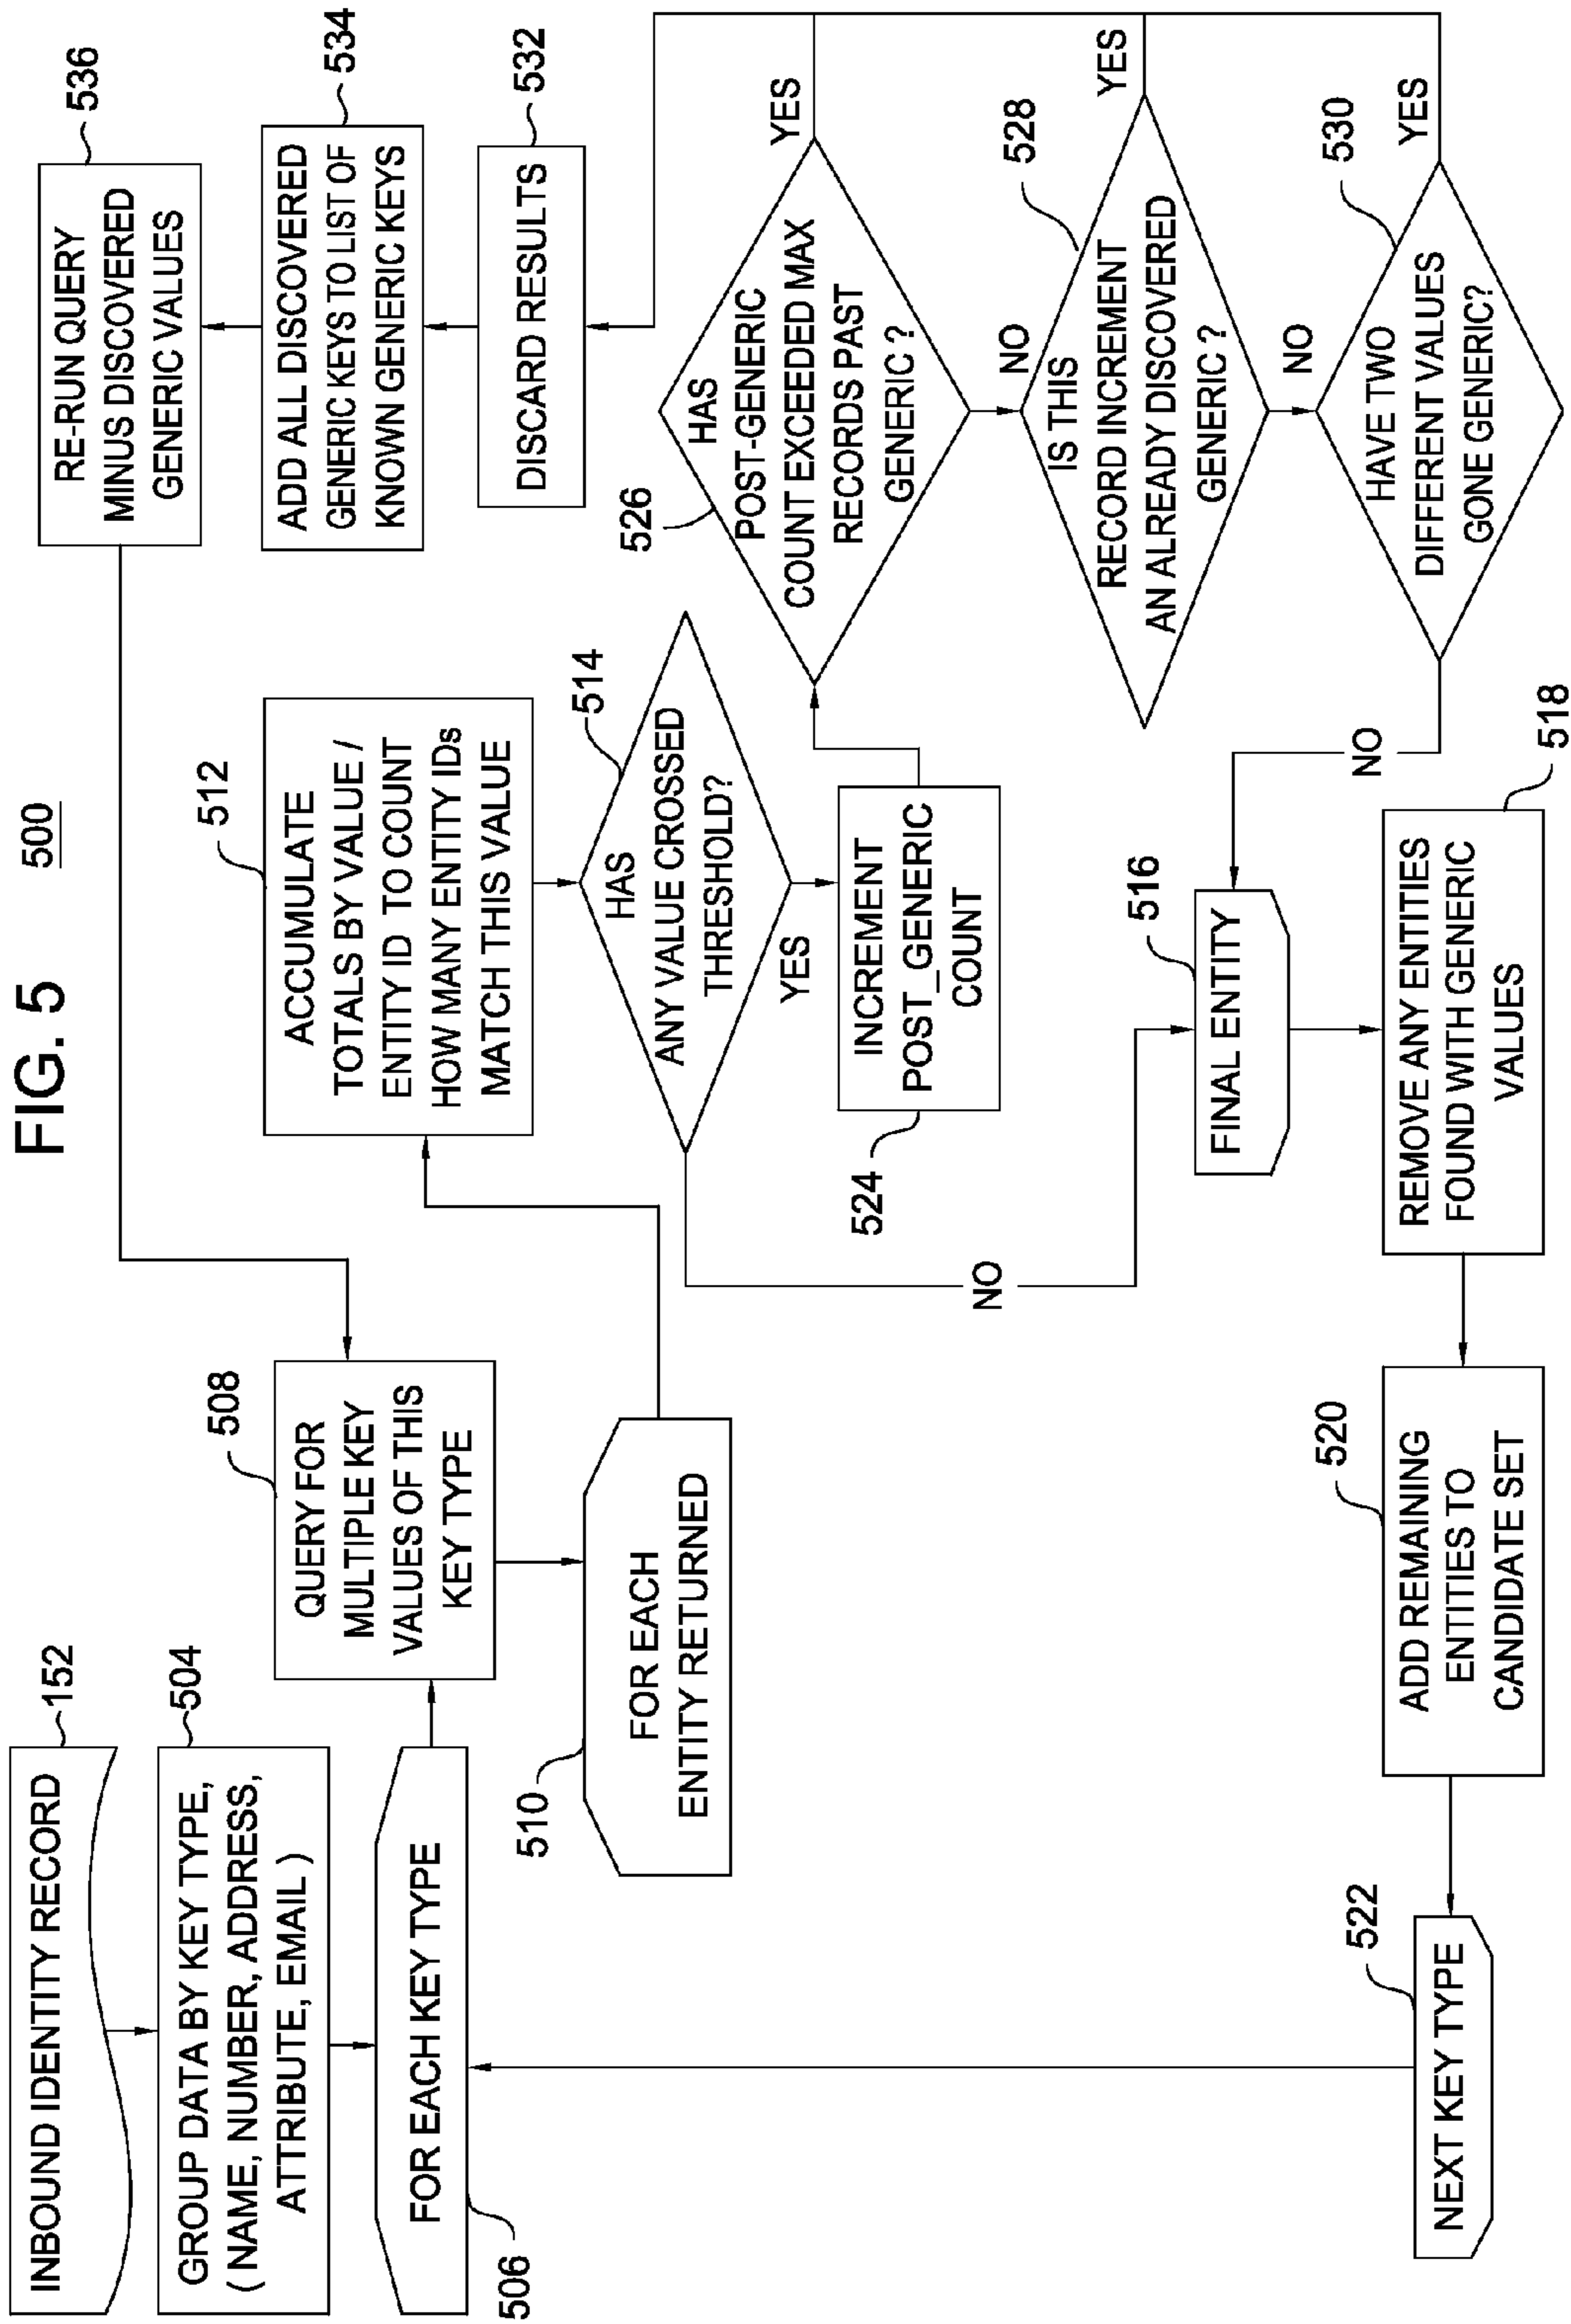 FIG. 5
500
INBOUND IDENTITY RECORD
152
GROUP DATA BY KEY TYPE,
( NAME, NUMBER, ADDRESS,
ATTRIBUTE, EMAIL )
504
FOR EACH KEY TYPE
506
QUERY FOR
MULTIPLE KEY
VALUES OF THIS
KEY TYPE
508
FOR EACH
ENTITY RETURNED
510
ACCUMULATE
TOTALS BY VALUE /
ENTITY ID TO COUNT
HOW MANY ENTITY IDs
MATCH THIS VALUE
512
HAS
ANY VALUE CROSSED
THRESHOLD?
514
YES
NO
INCREMENT
POST_GENERIC
COUNT
524
HAS
POST-GENERIC
COUNT EXCEEDED MAX
RECORDS PAST
GENERIC ?
526
YES
NO
IS THIS
RECORD INCREMENT
AN ALREADY DISCOVERED
GENERIC ?
528
YES
NO
HAVE TWO
DIFFERENT VALUES
GONE GENERIC?
530
YES
NO
DISCARD RESULTS
532
ADD ALL DISCOVERED
GENERIC KEYS TO LIST OF
KNOWN GENERIC KEYS
534
RE-RUN QUERY
MINUS DISCOVERED
GENERIC VALUES
536
FINAL ENTITY
516
REMOVE ANY ENTITIES
FOUND WITH GENERIC
VALUES
518
ADD REMAINING
ENTITIES TO
CANDIDATE SET
520
NEXT KEY TYPE
522